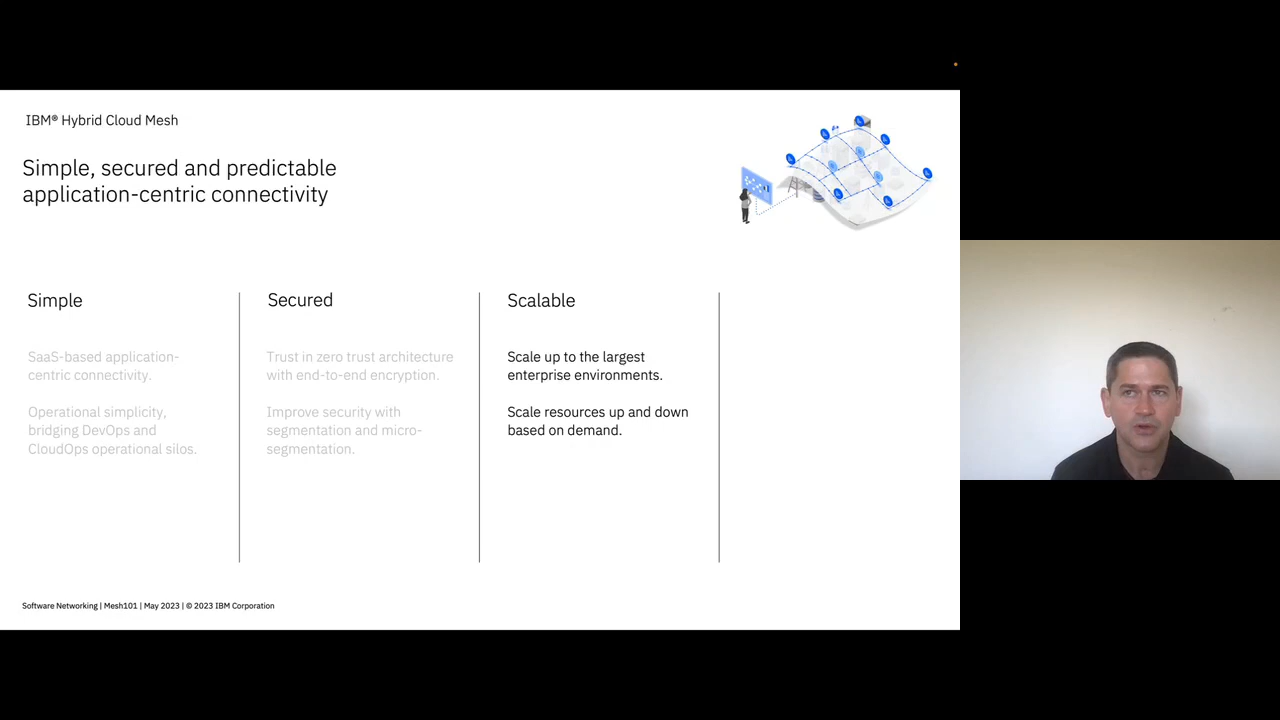 IBM® Hybrid Cloud Mesh
Simple, secured and predictable
application-centric connectivity
Simple
SaaS-based application-
centric connectivity.
Operational simplicity,
bridging DevOps and
CloudOps operational silos.
Secured
Trust in zero trust architecture
with end-to-end encryption.
Improve security with
segmentation and micro-
segmentation.
Scalable
Scale up to the largest
enterprise environments.
Scale resources up and down
based on demand.
Software Networking | Mesh101 | May 2023 | © 2023 IBM Corporation